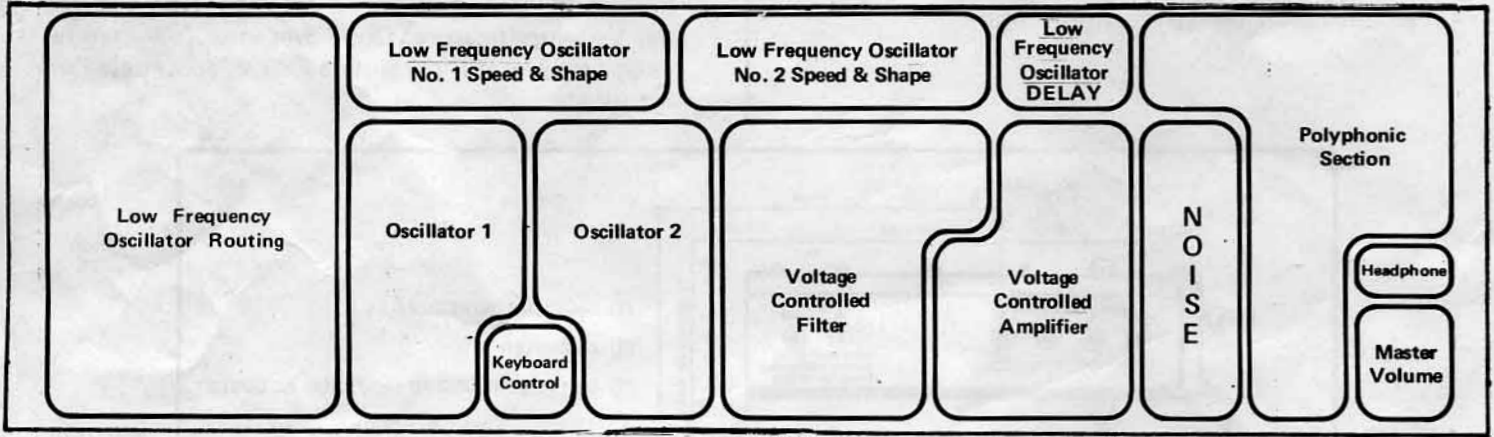 Low Frequency Oscillator
No. 1 Speed & Shape
Low Frequency Oscillator
No. 2 Speed & Shape
Low
Frequency
Oscillator
DELAY
Polyphonic
Section
Low Frequency
Oscillator Routing
Oscillator 1
Oscillator 2
Keyboard
Control
Voltage
Controlled
Filter
Voltage
Controlled
Amplifier
NOISE
Headphone
Master
Volume